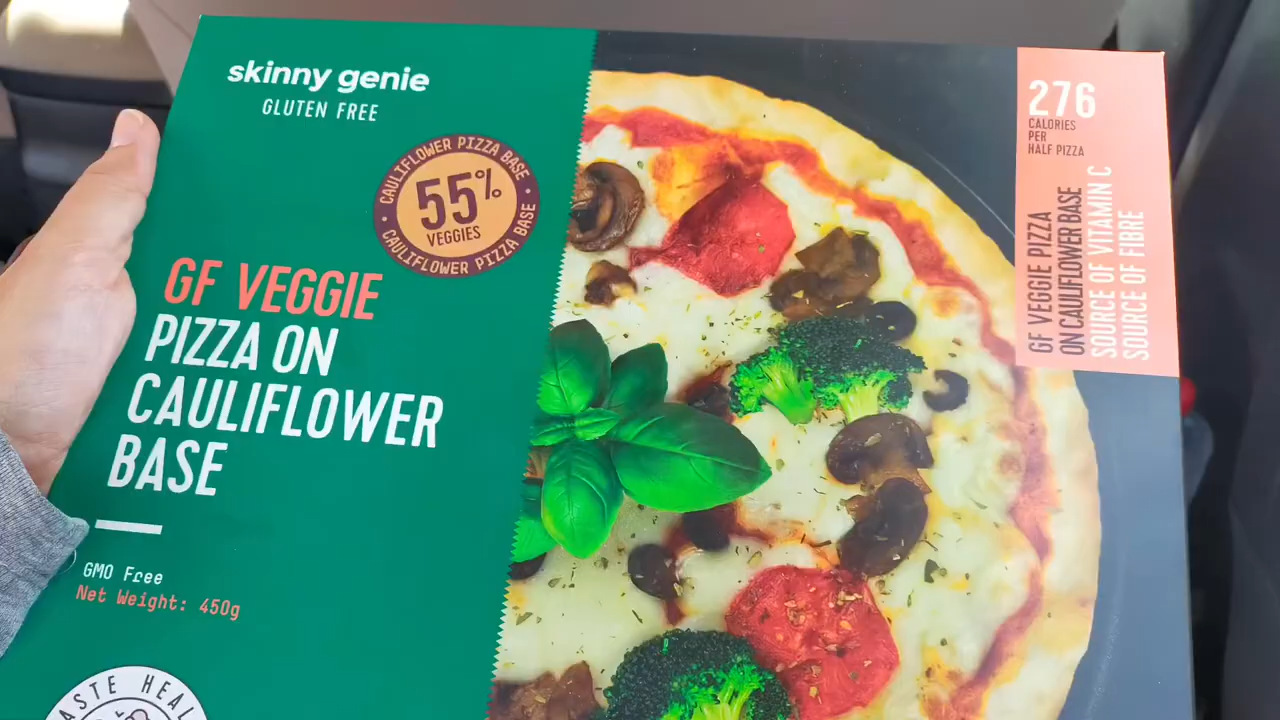 skinny genie
GLUTEN FREE
CAULIFLOWER PIZZA BASE
55%
VEGGIES
CAULIFLOWER PIZZA BASE
GF VEGGIE
PIZZA ON
CAULIFLOWER
BASE
GMO Free
Net Weight: 450g
276
CALORIES
PER
HALF PIZZA
GF VEGGIE PIZZA
ON CAULIFLOWER BASE
SOURCE OF VITAMIN C
SOURCE OF FIBRE